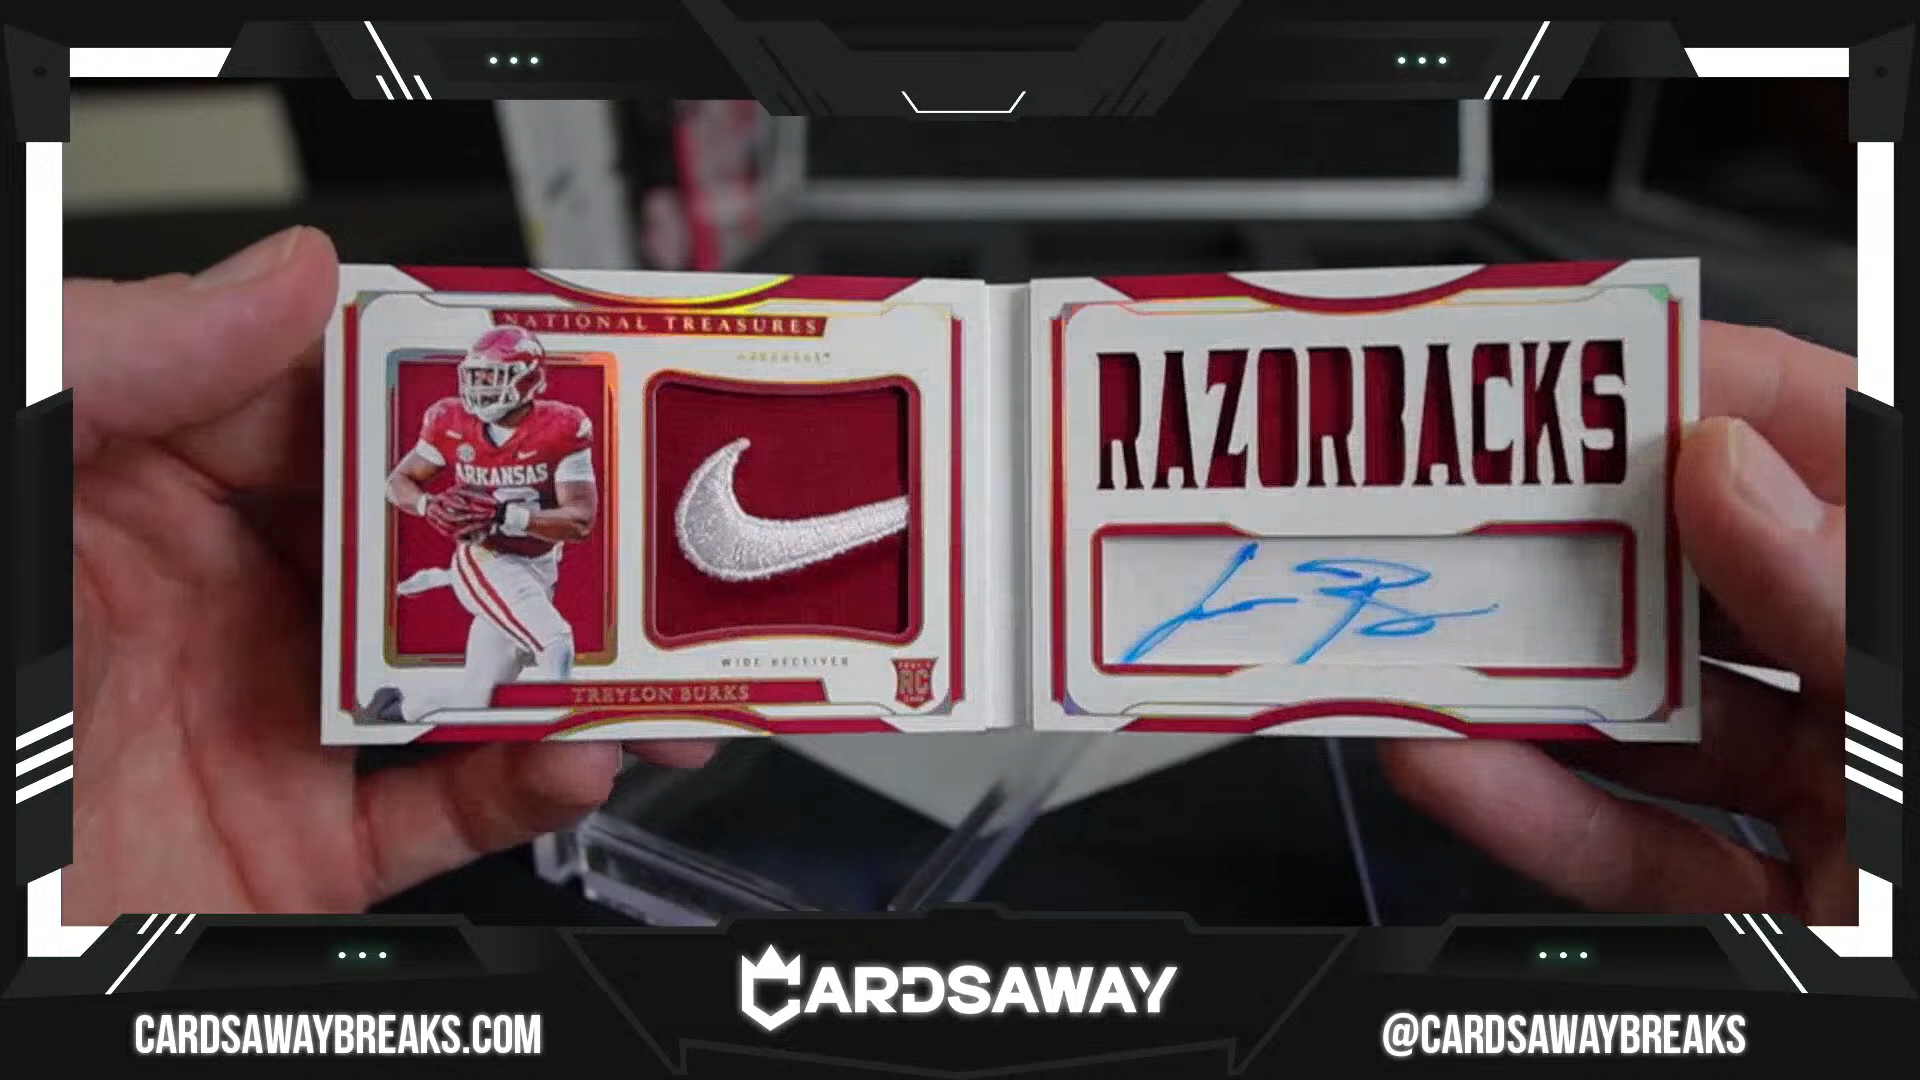 NATIONAL TREASURES
ARKANSAS
WIDE RECEIVER
RC
TREYLON BURKS
RAZORBACKS
CARDSAWAY
CARDSAWAYBREAKS.COM
@CARDSAWAYBREAKS